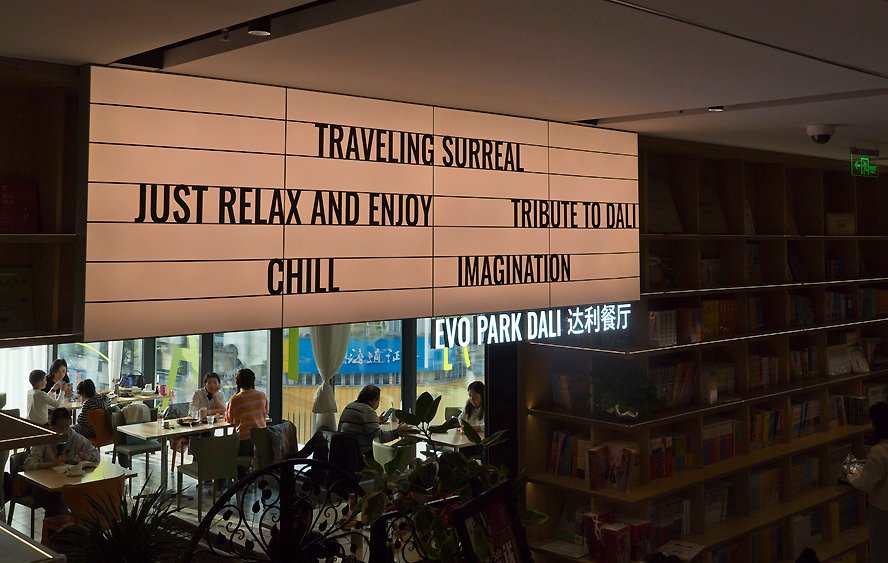 TRAVELING SURREAL
JUST RELAX AND ENJOY
TRIBUTE TO DALI
CHILL
IMAGINATION
EVO PARK DALI 达利餐厅